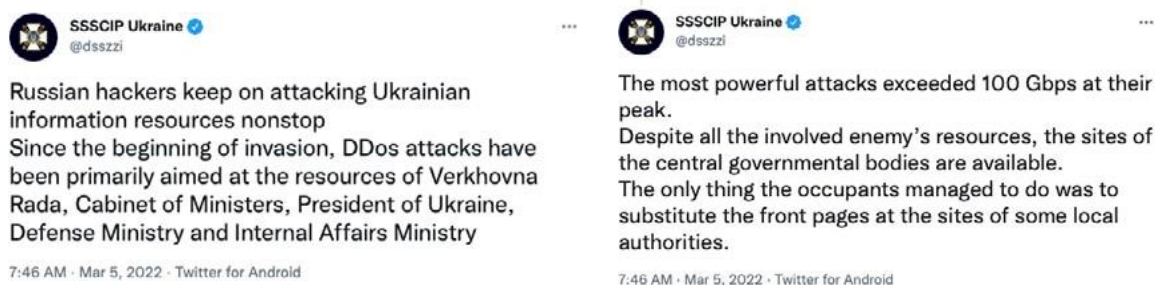 SSSCIP Ukraine
@dsszzi
Russian hackers keep on attacking Ukrainian
information resources nonstop
Since the beginning of invasion, DDos attacks have
been primarily aimed at the resources of Verkhovna
Rada, Cabinet of Ministers, President of Ukraine,
Defense Ministry and Internal Affairs Ministry
7:46 AM · Mar 5, 2022 · Twitter for Android
SSSCIP Ukraine
@dsszzi
The most powerful attacks exceeded 100 Gbps at their
peak.
Despite all the involved enemy's resources, the sites of
the central governmental bodies are available.
The only thing the occupants managed to do was to
substitute the front pages at the sites of some local
authorities.
7:46 AM · Mar 5, 2022 · Twitter for Android